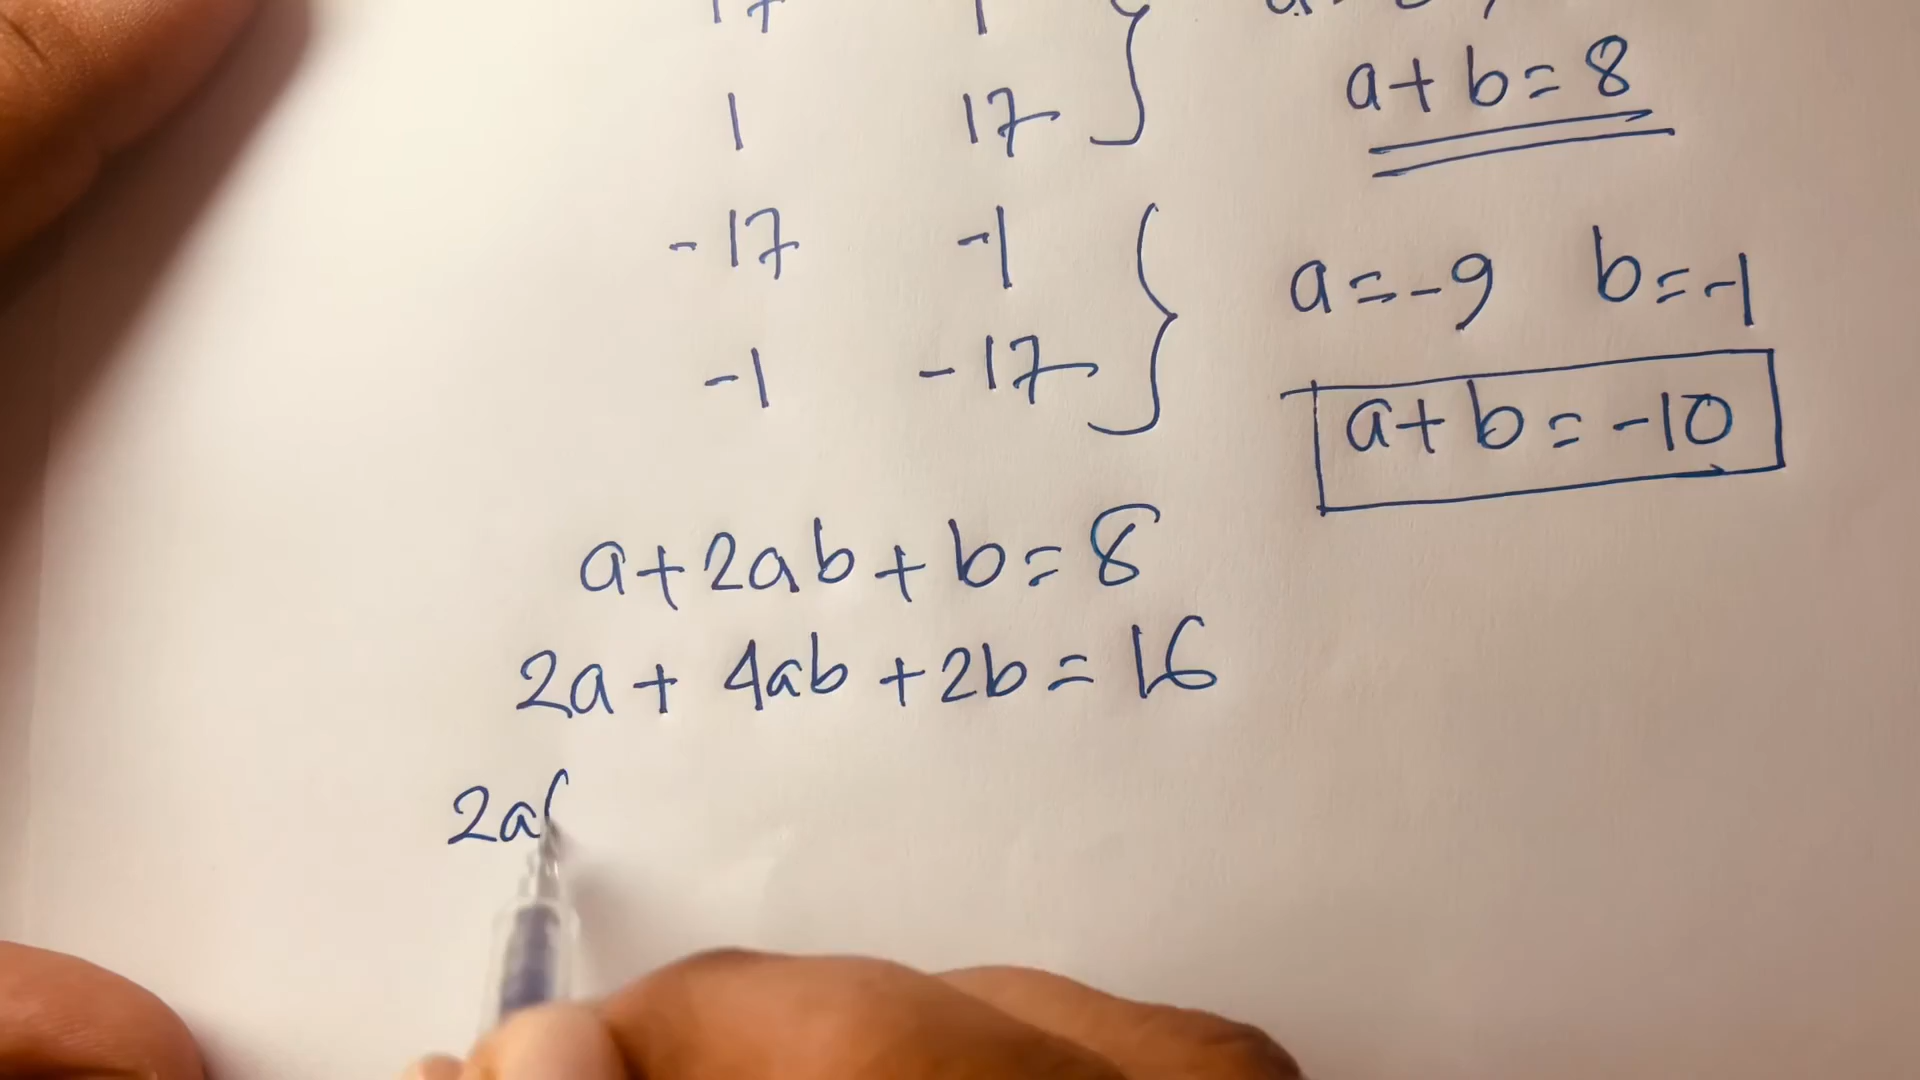 a + b = 8
1 17
-17 -1
a = -9 b = -1
-1 -17
a + b = -10
a + 2ab + b = 8
2a + 4ab + 2b = 16
2a(